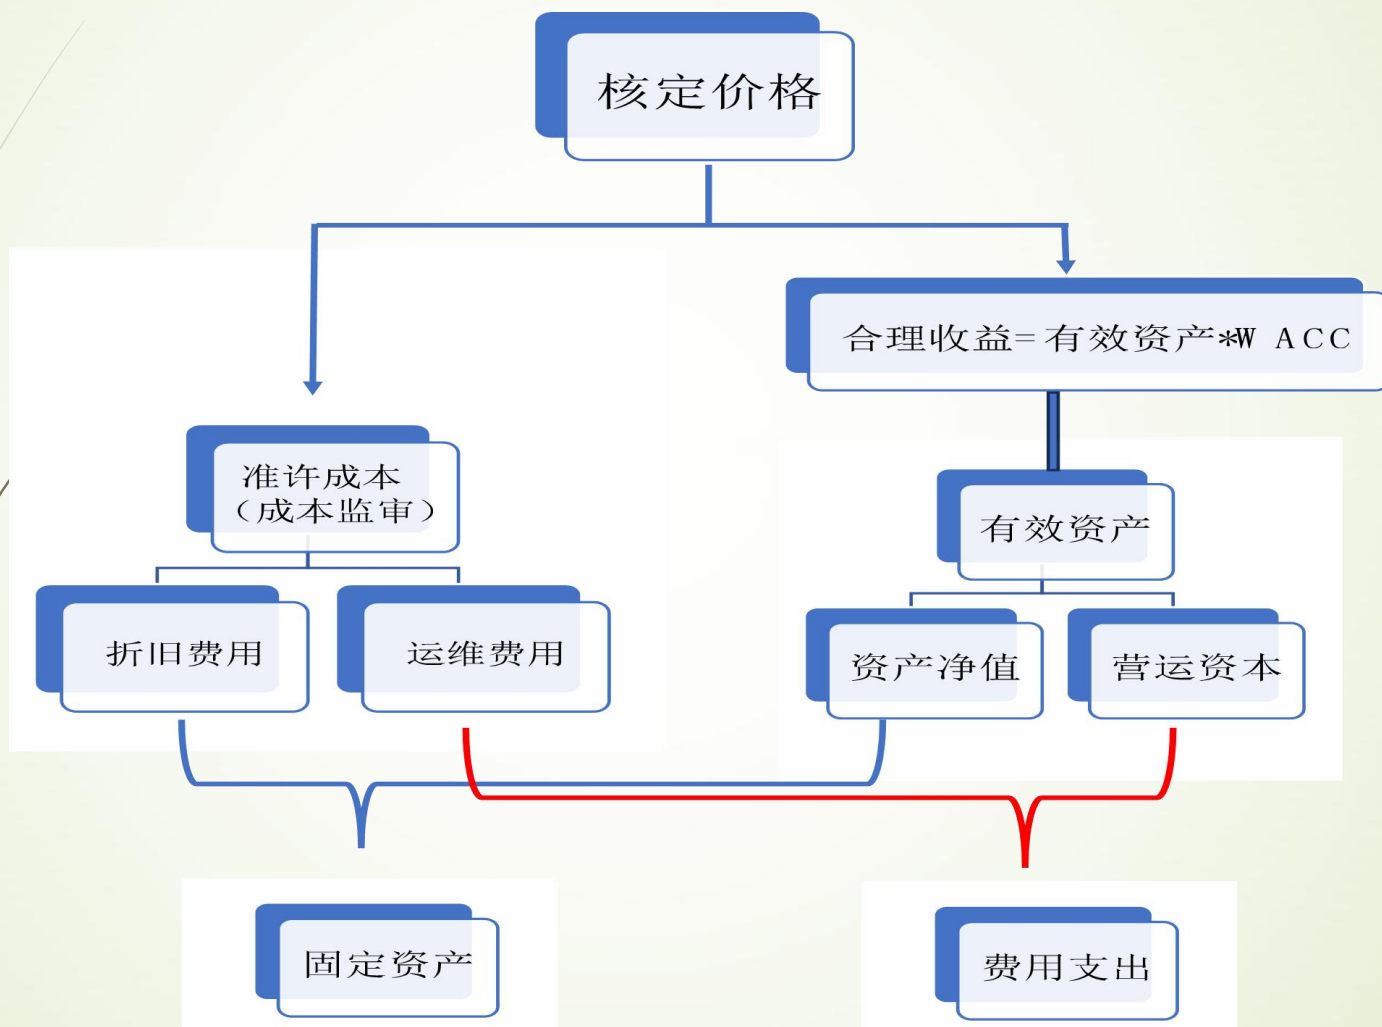 核定价格
合理收益=有效资产*W ACC
准许成本
（成本监审）
有效资产
折旧费用
运维费用
资产净值
营运资本
固定资产
费用支出